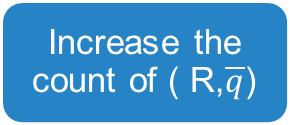 Increase the
count of ( R,q̅)